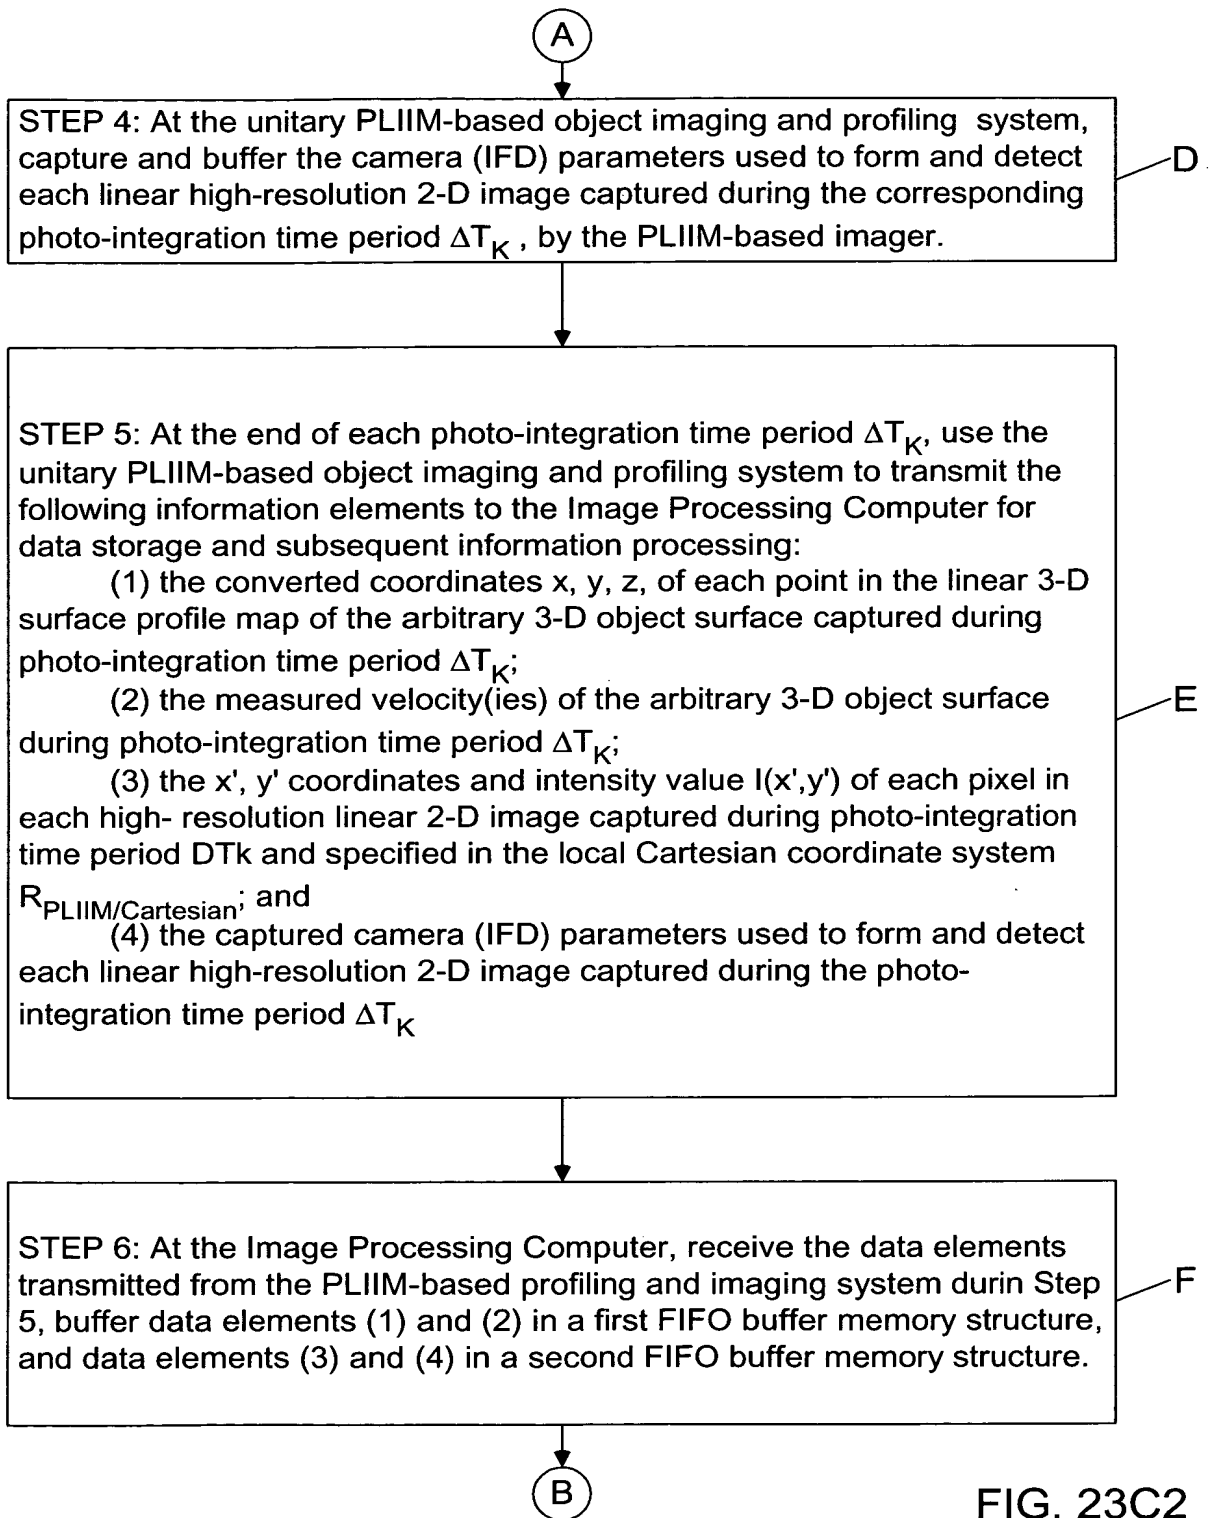 A
STEP 4: At the unitary PLIIM-based object imaging and profiling system,
capture and buffer the camera (IFD) parameters used to form and detect
each linear high-resolution 2-D image captured during the corresponding
photo-integration time period ΔT_K , by the PLIIM-based imager.
D
STEP 5: At the end of each photo-integration time period ΔT_K, use the
unitary PLIIM-based object imaging and profiling system to transmit the
following information elements to the Image Processing Computer for
data storage and subsequent information processing:
(1) the converted coordinates x, y, z, of each point in the linear 3-D
surface profile map of the arbitrary 3-D object surface captured during
photo-integration time period ΔT_K;
(2) the measured velocity(ies) of the arbitrary 3-D object surface
during photo-integration time period ΔT_K;
(3) the x', y' coordinates and intensity value I(x',y') of each pixel in
each high- resolution linear 2-D image captured during photo-integration
time period DTk and specified in the local Cartesian coordinate system
R_PLIIM/Cartesian; and
(4) the captured camera (IFD) parameters used to form and detect
each linear high-resolution 2-D image captured during the photo-
integration time period ΔT_K
E
STEP 6: At the Image Processing Computer, receive the data elements
transmitted from the PLIIM-based profiling and imaging system durin Step
5, buffer data elements (1) and (2) in a first FIFO buffer memory structure,
and data elements (3) and (4) in a second FIFO buffer memory structure.
F
B
FIG. 23C2